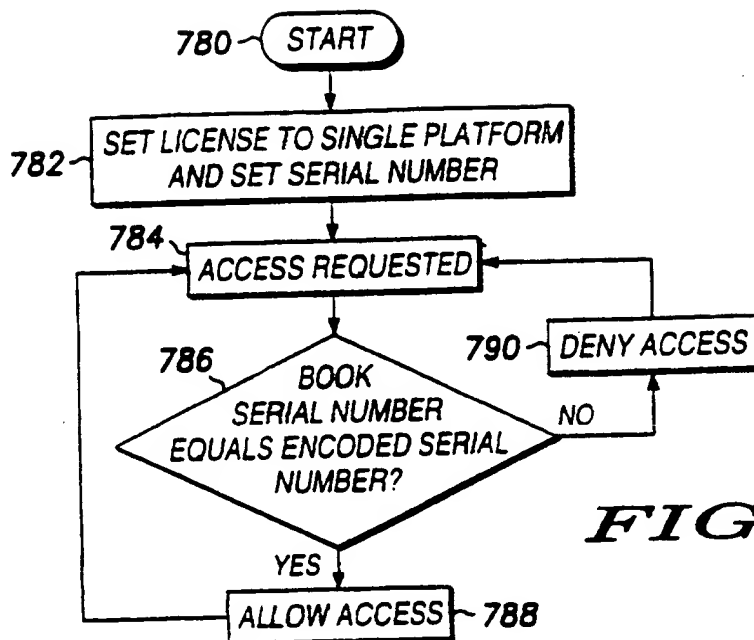 780
START
782
SET LICENSE TO SINGLE PLATFORM
AND SET SERIAL NUMBER
784
ACCESS REQUESTED
786
BOOK
SERIAL NUMBER
EQUALS ENCODED SERIAL
NUMBER?
NO
790
DENY ACCESS
YES
ALLOW ACCESS
788
FIG